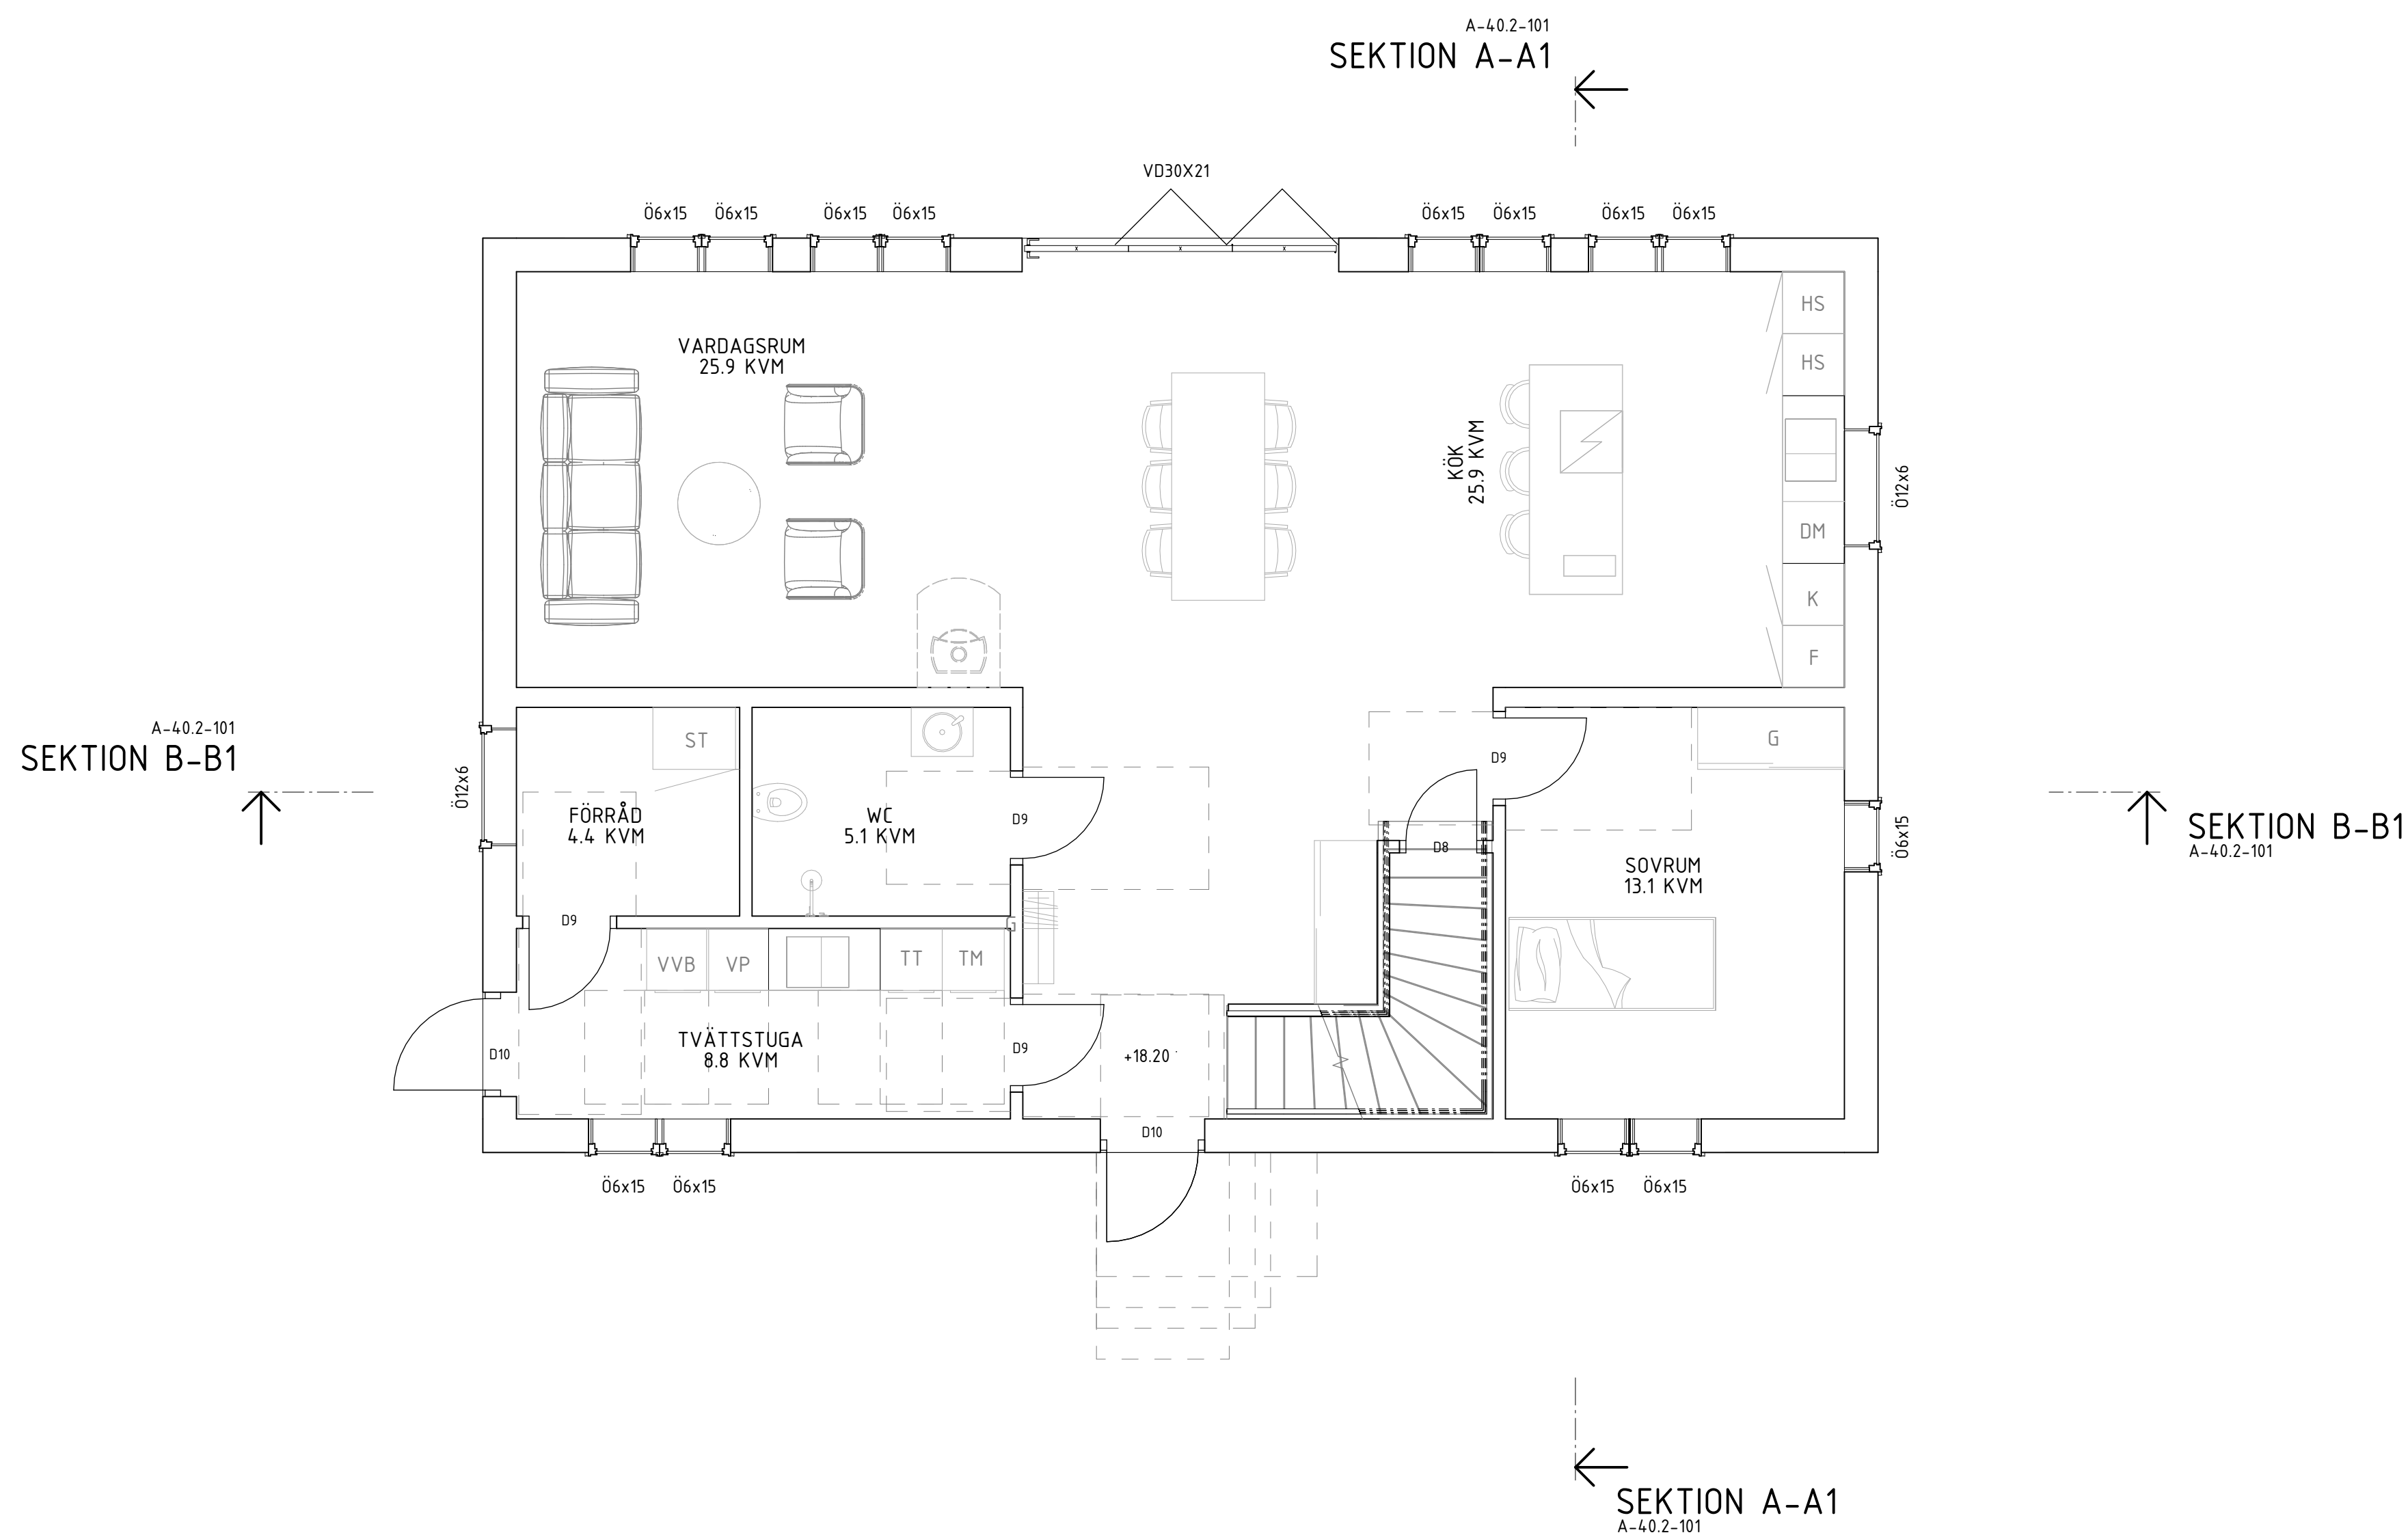 A-40.2-101
SEKTION A-A1
VD30X21
Ö6x15 Ö6x15 Ö6x15 Ö6x15 Ö6x15 Ö6x15 Ö6x15 Ö6x15
HS
VARDAGSRUM
25.9 KVM
HS
KÖK
25.9 KVM
Ö12x6
DM
K
F
A-40.2-101
SEKTION B-B1
ST
G
D9
Ö12x6
FÖRRÅD
4.4 KVM
WC
5.1 KVM
D9
D8
Ö6x15
SEKTION B-B1
A-40.2-101
SOVRUM
13.1 KVM
D9
G
VVB
VP
TT
TM
D10
TVÄTTSTUGA
8.8 KVM
D9
+18.20
D10
Ö6x15 Ö6x15
Ö6x15 Ö6x15
SEKTION A-A1
A-40.2-101